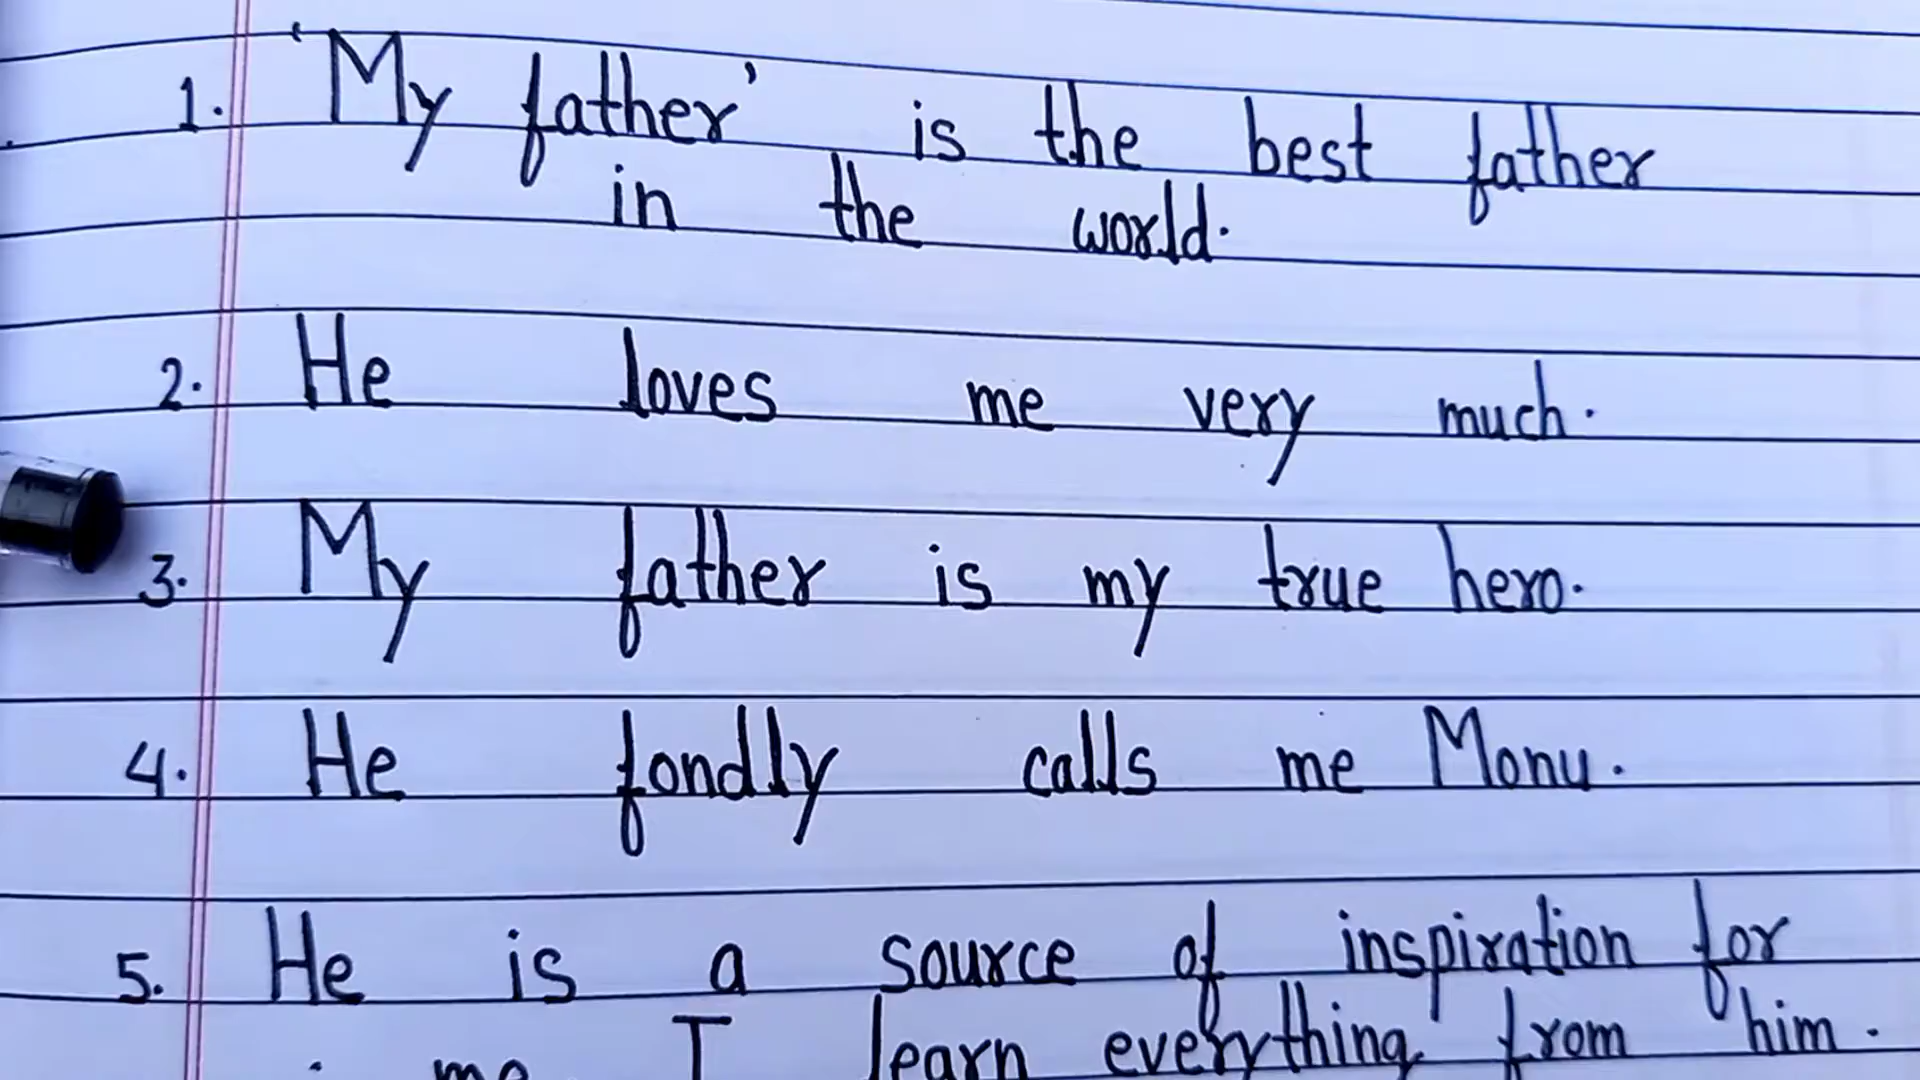 1. 'My father' is the best father
in the world.
2. He loves me very much.
3. My father is my true hero.
4. He fondly calls me Monu.
5. He is a source of inspiration for
me. I learn everything from him.